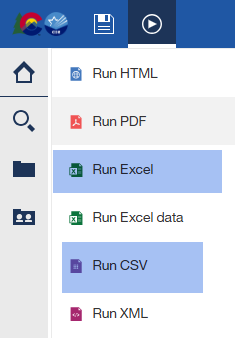 Run HTML
Run PDF
Run Excel
Run Excel data
Run CSV
Run XML